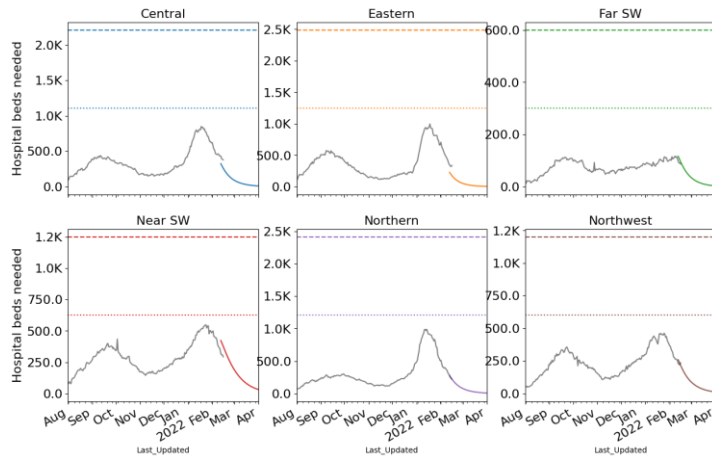 Central
Eastern
Far SW
Hospital beds needed
2.0K
1.5K
1.0K
500.0
0.0
2.5K
2.0K
1.5K
1.0K
500.0
0.0
600.0
400.0
200.0
0.0
Near SW
Northern
Northwest
Hospital beds needed
1.2K
750.0
500.0
250.0
0.0
2.5K
2.0K
1.5K
1.0K
500.0
0.0
1.2K
750.0
500.0
250.0
0.0
Aug Sep Oct Nov Dec Jan 2022 Feb Mar Apr
Aug Sep Oct Nov Dec Jan 2022 Feb Mar Apr
Aug Sep Oct Nov Dec Jan 2022 Feb Mar Apr
Last_Updated
Last_Updated
Last_Updated